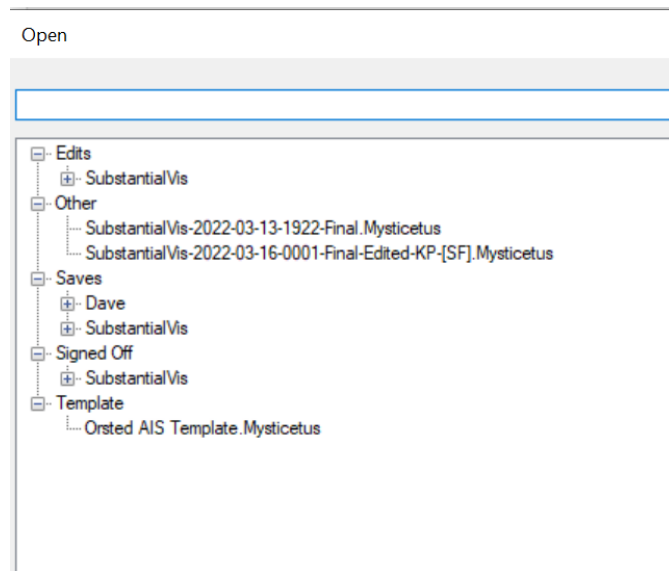 Open
Edits
SubstantialVis
Other
SubstantialVis-2022-03-13-1922-Final.Mysticetus
SubstantialVis-2022-03-16-0001-Final-Edited-KP-[SF].Mysticetus
Saves
Dave
SubstantialVis
Signed Off
SubstantialVis
Template
Orsted AIS Template.Mysticetus